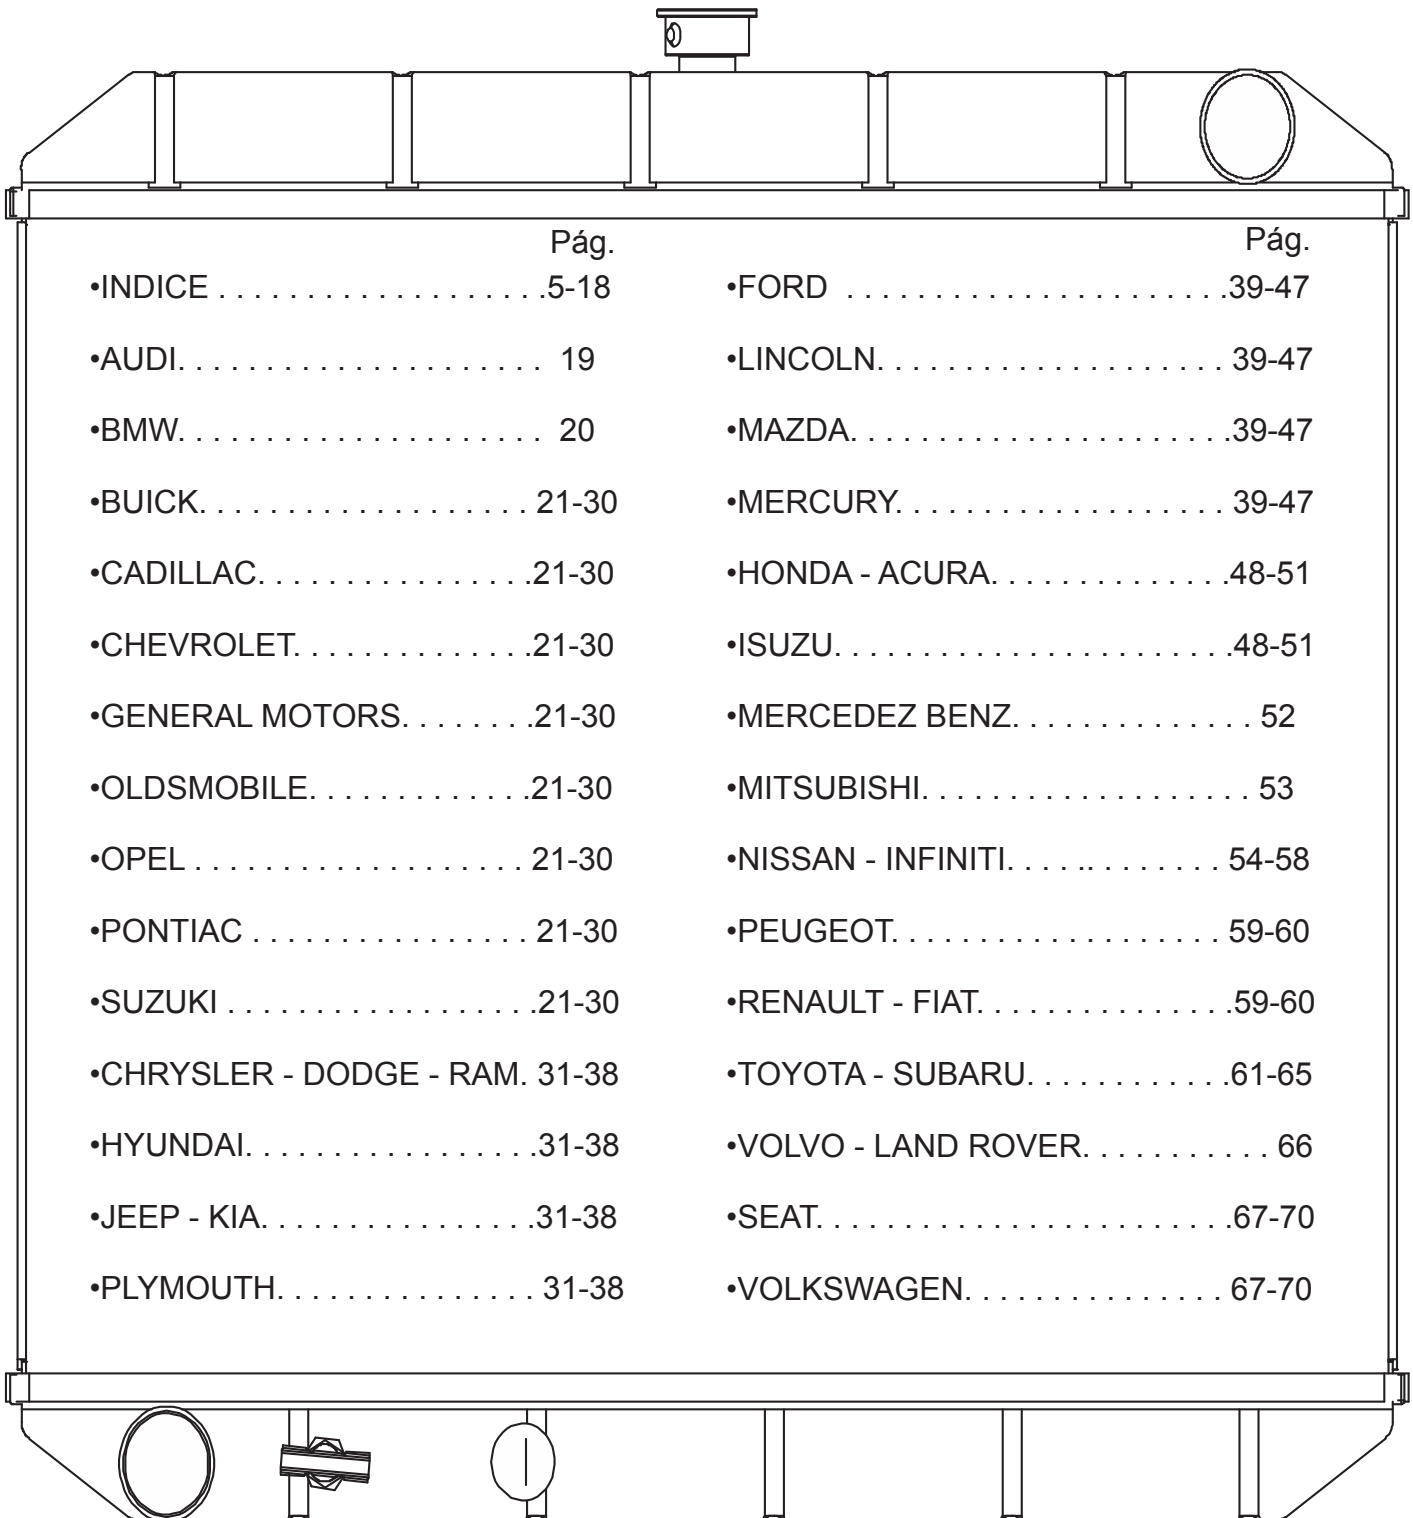 Pág.
•INDICE . . . . . . . . . . . . . . . . . . .5-18
•AUDI. . . . . . . . . . . . . . . . . . . . . 19
•BMW. . . . . . . . . . . . . . . . . . . . . 20
•BUICK. . . . . . . . . . . . . . . . . . . 21-30
•CADILLAC. . . . . . . . . . . . . . . .21-30
•CHEVROLET. . . . . . . . . . . . . .21-30
•GENERAL MOTORS. . . . . . . .21-30
•OLDSMOBILE. . . . . . . . . . . . .21-30
•OPEL . . . . . . . . . . . . . . . . . . . 21-30
•PONTIAC . . . . . . . . . . . . . . . . 21-30
•SUZUKI . . . . . . . . . . . . . . . . . .21-30
•CHRYSLER - DODGE - RAM. 31-38
•HYUNDAI. . . . . . . . . . . . . . . . .31-38
•JEEP - KIA. . . . . . . . . . . . . . . .31-38
•PLYMOUTH. . . . . . . . . . . . . . . 31-38
Pág.
•FORD . . . . . . . . . . . . . . . . . . . . . .39-47
•LINCOLN. . . . . . . . . . . . . . . . . . . . 39-47
•MAZDA. . . . . . . . . . . . . . . . . . . . . .39-47
•MERCURY. . . . . . . . . . . . . . . . . . . 39-47
•HONDA - ACURA. . . . . . . . . . . . . .48-51
•ISUZU. . . . . . . . . . . . . . . . . . . . . . .48-51
•MERCEDEZ BENZ. . . . . . . . . . . . . . 52
•MITSUBISHI. . . . . . . . . . . . . . . . . . . 53
•NISSAN - INFINITI. . . . .. . . . . . . . 54-58
•PEUGEOT. . . . . . . . . . . . . . . . . . . 59-60
•RENAULT - FIAT. . . . . . . . . . . . . . .59-60
•TOYOTA - SUBARU. . . . . . . . . . . .61-65
•VOLVO - LAND ROVER. . . . . . . . . . . 66
•SEAT. . . . . . . . . . . . . . . . . . . . . . . .67-70
•VOLKSWAGEN. . . . . . . . . . . . . . . 67-70